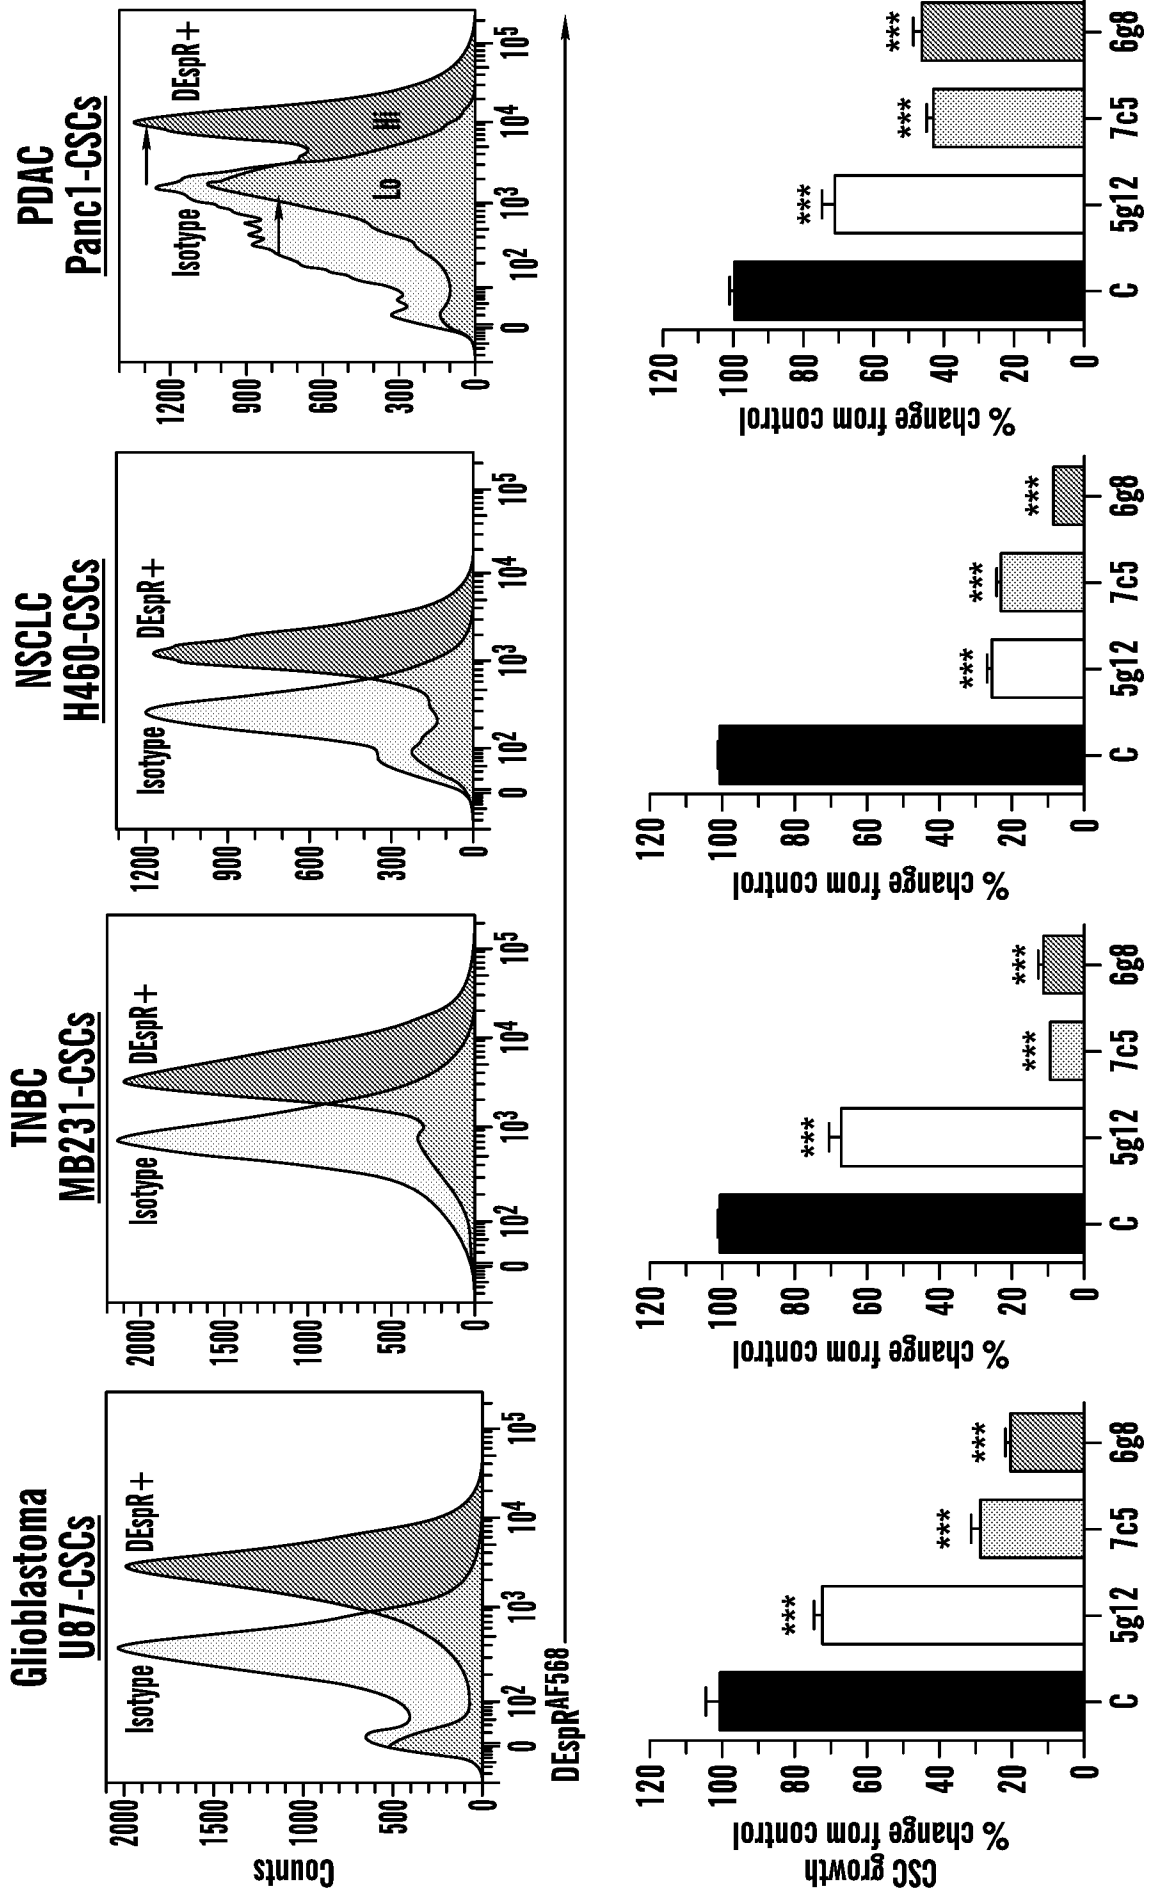 Glioblastoma
U87-CSCs
Counts
2000
1500
1000
500
0
Isotype
DEspR+
0 10² 10³ 10⁴ 10⁵
TNBC
MB231-CSCs
2000
1500
1000
500
0
Isotype
DEspR+
0 10² 10³ 10⁴ 10⁵
NSCLC
H460-CSCs
1200
900
600
300
0
Isotype
DEspR+
0 10² 10³ 10⁴ 10⁵
PDAC
Panc1-CSCs
1200
900
600
300
0
Isotype
DEspR+
Lo
Hi
0 10² 10³ 10⁴ 10⁵
DEspRAF568
CSC growth
% change from control
120
100
80
60
40
20
0
***
***
***
C 5g12 7c5 6g8
% change from control
120
100
80
60
40
20
0
***
***
***
C 5g12 7c5 6g8
% change from control
120
100
80
60
40
20
0
***
***
***
C 5g12 7c5 6g8
% change from control
120
100
80
60
40
20
0
***
***
***
C 5g12 7c5 6g8